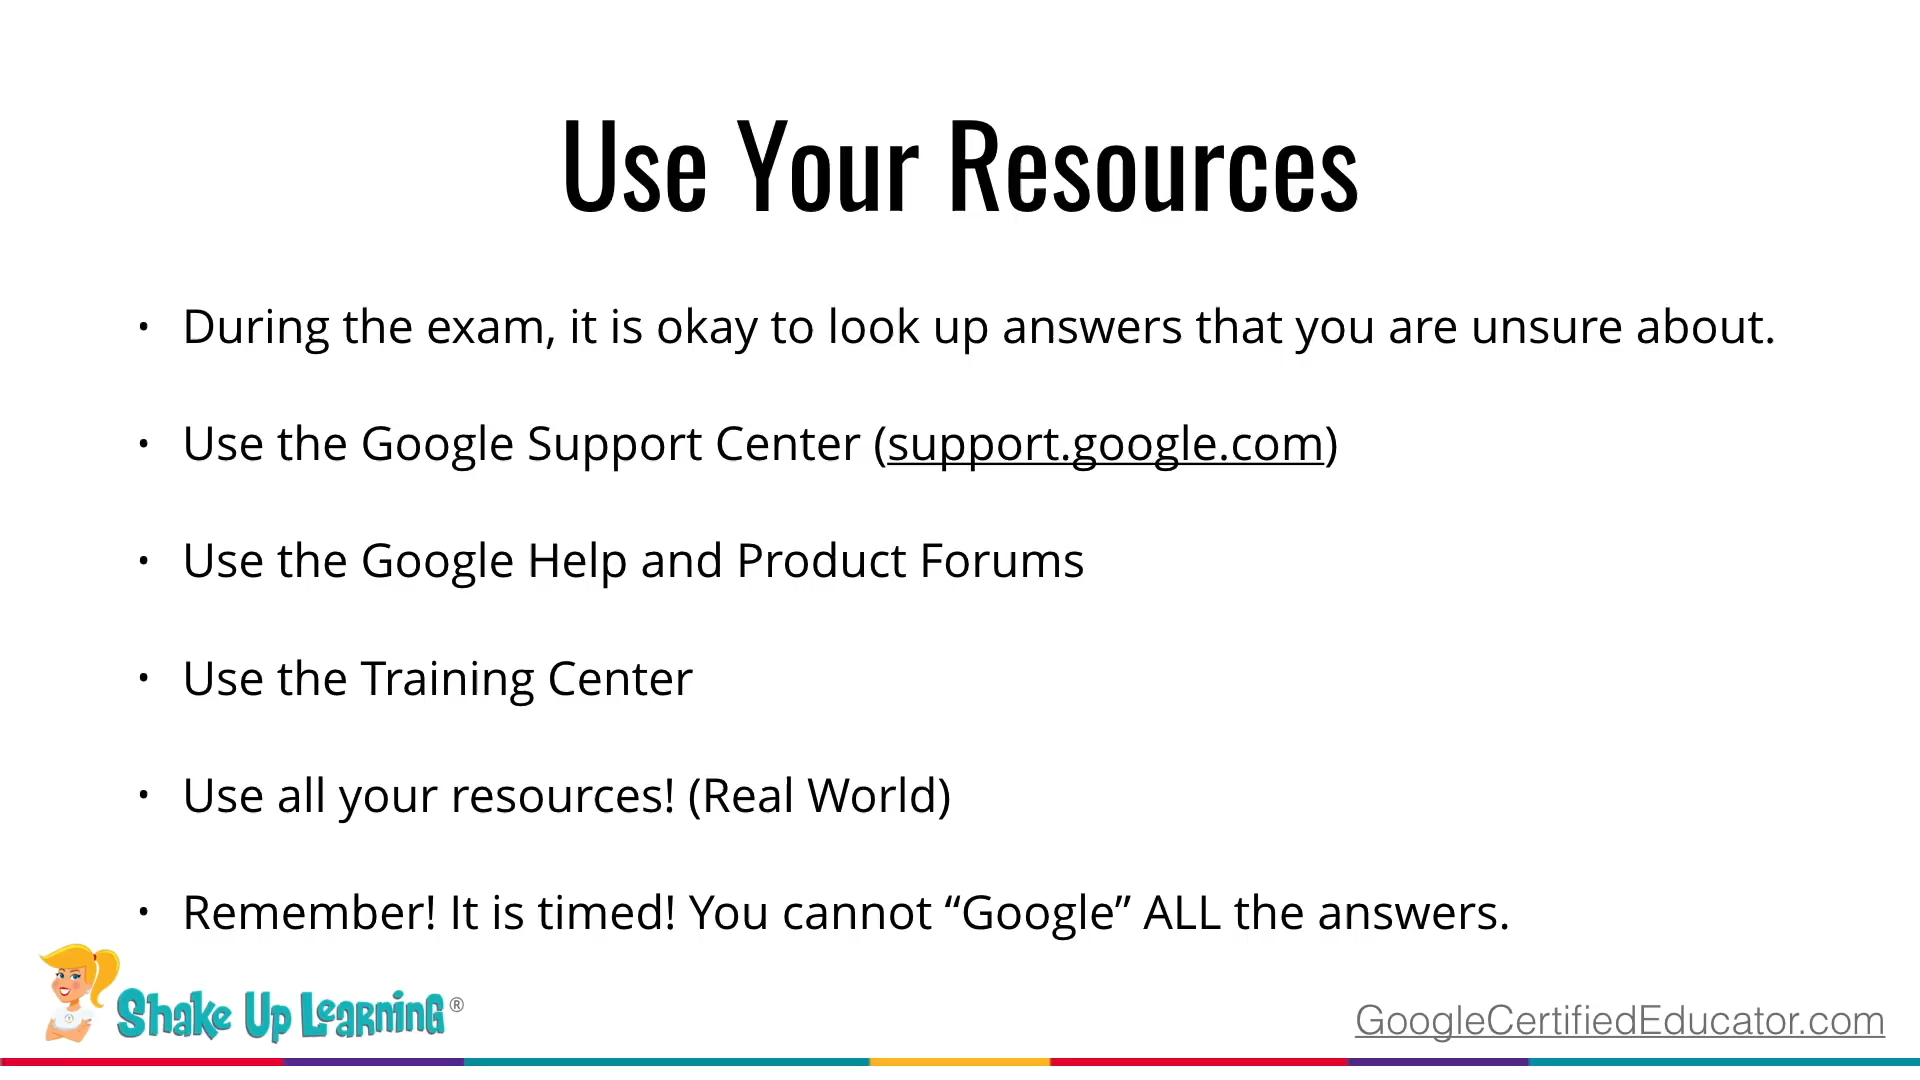 Use Your Resources
• During the exam, it is okay to look up answers that you are unsure about.
• Use the Google Support Center (support.google.com)
• Use the Google Help and Product Forums
• Use the Training Center
• Use all your resources! (Real World)
• Remember! It is timed! You cannot “Google” ALL the answers.
Shake Up Learning®
GoogleCertifiedEducator.com